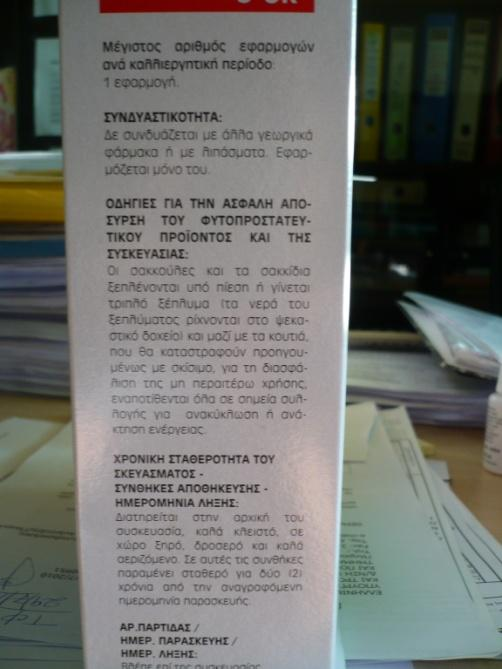 Μέγιστος αριθμός εφαρμογών
ανά καλλιεργητική περίοδο:
1 εφαρμογή.
ΣΥΝΔΥΑΣΤΙΚΟΤΗΤΑ:
Δε συνδυάζεται με άλλα γεωργικά
φάρμακα ή με λιπάσματα. Εφαρ-
μόζεται μόνο του.
ΟΔΗΓΙΕΣ ΓΙΑ ΤΗΝ ΑΣΦΑΛΗ ΑΠΟ-
ΣΥΡΣΗ ΤΟΥ ΦΥΤΟΠΡΟΣΤΑΤΕΥ-
ΤΙΚΟΥ ΠΡΟΪΟΝΤΟΣ ΚΑΙ ΤΗΣ
ΣΥΣΚΕΥΑΣΙΑΣ:
Οι σακκούλες και τα σακκίδια
ξεπλένονται υπό πίεση ή γίνεται
τριπλό ξέπλυμα (τα νερά του
ξεπλύματος ρίχνονται στο ψεκα-
στικό δοχείο) και μαζί με τα κουτιά,
που θα καταστραφούν προηγου-
μένως με σκίσιμο, για τη διασφά-
λιση της μη περαιτέρω χρήσης,
εναποτίθενται όλα σε σημεία συλ-
λογής για ανακύκλωση ή ανά-
κτηση ενέργειας.
ΧΡΟΝΙΚΗ ΣΤΑΘΕΡΟΤΗΤΑ ΤΟΥ
ΣΚΕΥΑΣΜΑΤΟΣ -
ΣΥΝΘΗΚΕΣ ΑΠΟΘΗΚΕΥΣΗΣ -
ΗΜΕΡΟΜΗΝΙΑ ΛΗΞΗΣ:
Διατηρείται στην αρχική του
συσκευασία, καλά κλειστό, σε
χώρο ξηρό, δροσερό και καλά
αεριζόμενο. Σε αυτές τις συνθήκες
παραμένει σταθερό για δύο (2)
χρόνια από την αναγραφόμενη
ημερομηνία παρασκευής.
ΑΡ.ΠΑΡΤΙΔΑΣ /
ΗΜΕΡ. ΠΑΡΑΣΚΕΥΗΣ /
ΗΜΕΡ. ΛΗΞΗΣ:
Βλέπε επί της συσκευασίας